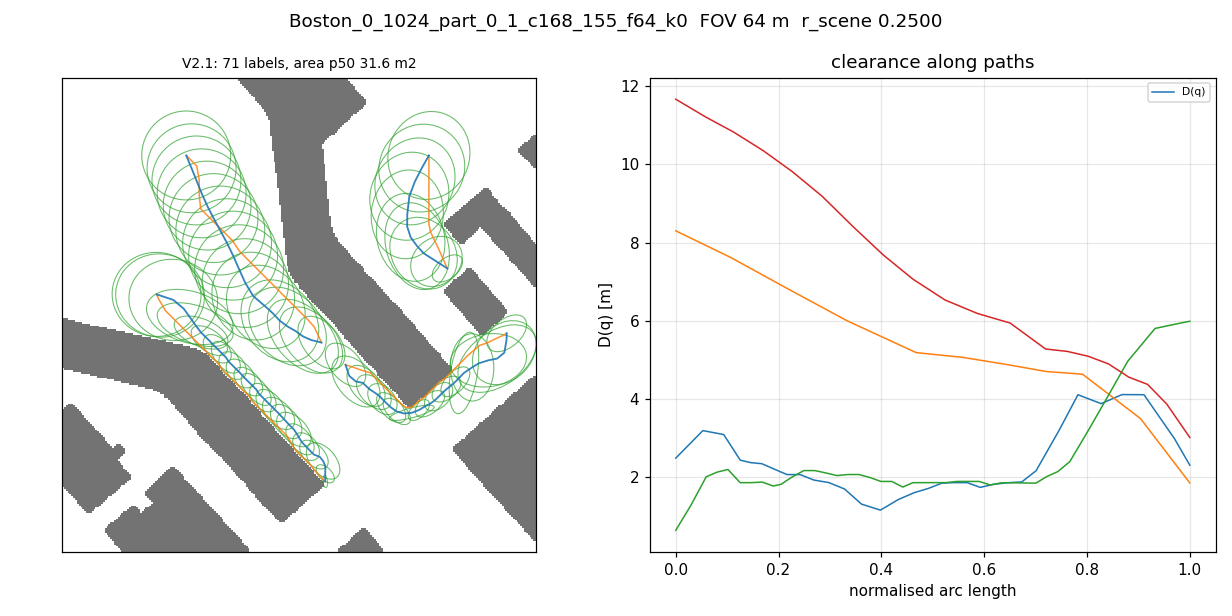 Boston_0_1024_part_0_1_c168_155_f64_k0  FOV 64 m  r_scene 0.2500
V2.1: 71 labels, area p50 31.6 m2
clearance along paths
D(q)
12
10
8
6
4
2
D(q) [m]
0.0 0.2 0.4 0.6 0.8 1.0
normalised arc length